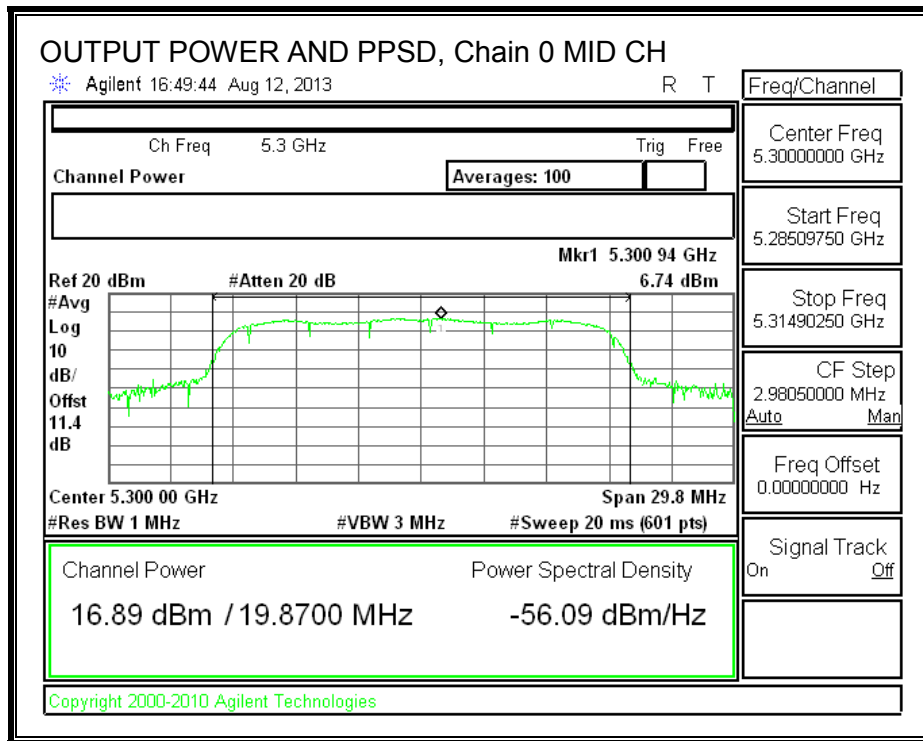 OUTPUT POWER AND PPSD, Chain 0 MID CH
Agilent 16:49:44 Aug 12, 2013 R T
Freq/Channel
Ch Freq 5.3 GHz Trig Free
Channel Power Averages: 100
Center Freq
5.30000000 GHz
Start Freq
5.28509750 GHz
Mkr1 5.300 94 GHz
Ref 20 dBm #Atten 20 dB 6.74 dBm
#Avg
Log
10
dB/
Offst
11.4
dB
1
Stop Freq
5.31490250 GHz
CF Step
2.98050000 MHz
Auto Man
Freq Offset
0.00000000 Hz
Center 5.300 00 GHz Span 29.8 MHz
#Res BW 1 MHz #VBW 3 MHz #Sweep 20 ms (601 pts)
Signal Track
On Off
Channel Power Power Spectral Density
16.89 dBm / 19.8700 MHz -56.09 dBm/Hz
Copyright 2000-2010 Agilent Technologies